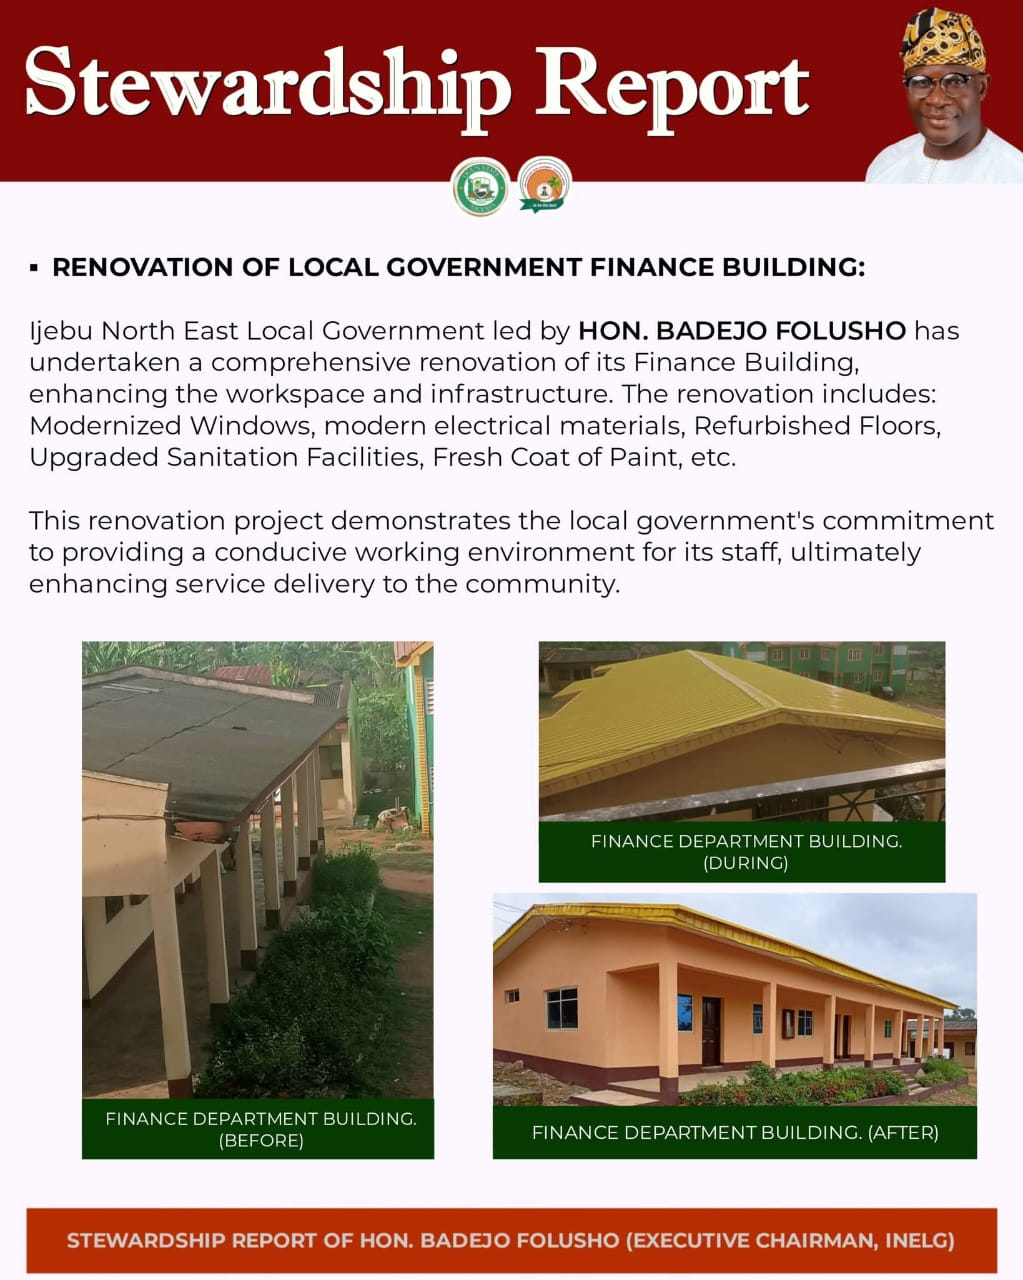 Stewardship Report
▪ RENOVATION OF LOCAL GOVERNMENT FINANCE BUILDING:
Ijebu North East Local Government led by HON. BADEJO FOLUSHO has
undertaken a comprehensive renovation of its Finance Building,
enhancing the workspace and infrastructure. The renovation includes:
Modernized Windows, modern electrical materials, Refurbished Floors,
Upgraded Sanitation Facilities, Fresh Coat of Paint, etc.
This renovation project demonstrates the local government's commitment
to providing a conducive working environment for its staff, ultimately
enhancing service delivery to the community.
FINANCE DEPARTMENT BUILDING.
(BEFORE)
FINANCE DEPARTMENT BUILDING.
(DURING)
FINANCE DEPARTMENT BUILDING. (AFTER)
STEWARDSHIP REPORT OF HON. BADEJO FOLUSHO (EXECUTIVE CHAIRMAN, INELG)